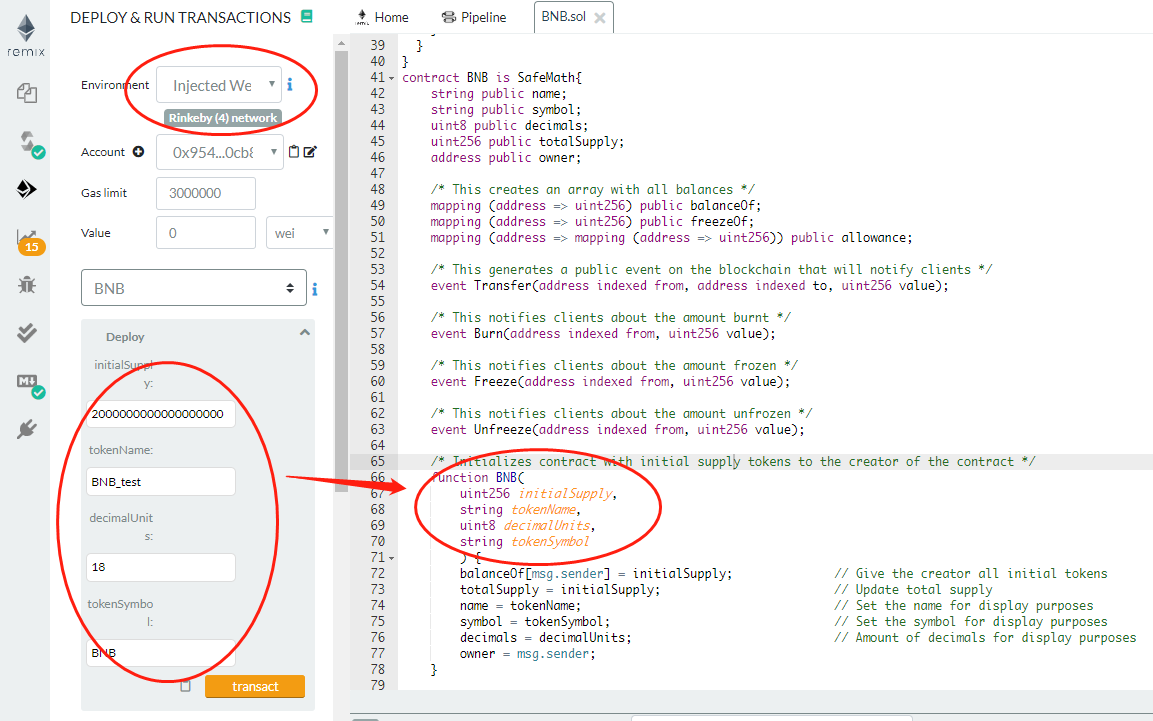 DEPLOY & RUN TRANSACTIONS
remix
Environment
Injected We
Rinkeby (4) network
Account
0x954...0cb8
Gas limit
3000000
Value
0
wei
15
BNB
Deploy
initialSuppl
y:
2000000000000000000
tokenName:
BNB_test
decimalUnit
s:
18
tokenSymbo
l:
BNB
transact
Home
Pipeline
BNB.sol
39 }
40 }
41 contract BNB is SafeMath{
42 string public name;
43 string public symbol;
44 uint8 public decimals;
45 uint256 public totalSupply;
46 address public owner;
47
48 /* This creates an array with all balances */
49 mapping (address => uint256) public balanceOf;
50 mapping (address => uint256) public freezeOf;
51 mapping (address => mapping (address => uint256)) public allowance;
52
53 /* This generates a public event on the blockchain that will notify clients */
54 event Transfer(address indexed from, address indexed to, uint256 value);
55
56 /* This notifies clients about the amount burnt */
57 event Burn(address indexed from, uint256 value);
58
59 /* This notifies clients about the amount frozen */
60 event Freeze(address indexed from, uint256 value);
61
62 /* This notifies clients about the amount unfrozen */
63 event Unfreeze(address indexed from, uint256 value);
64
65 /* Initializes contract with initial supply tokens to the creator of the contract */
66 function BNB(
67 uint256 initialSupply,
68 string tokenName,
69 uint8 decimalUnits,
70 string tokenSymbol
71 ) {
72 balanceOf[msg.sender] = initialSupply; // Give the creator all initial tokens
73 totalSupply = initialSupply; // Update total supply
74 name = tokenName; // Set the name for display purposes
75 symbol = tokenSymbol; // Set the symbol for display purposes
76 decimals = decimalUnits; // Amount of decimals for display purposes
77 owner = msg.sender;
78 }
79